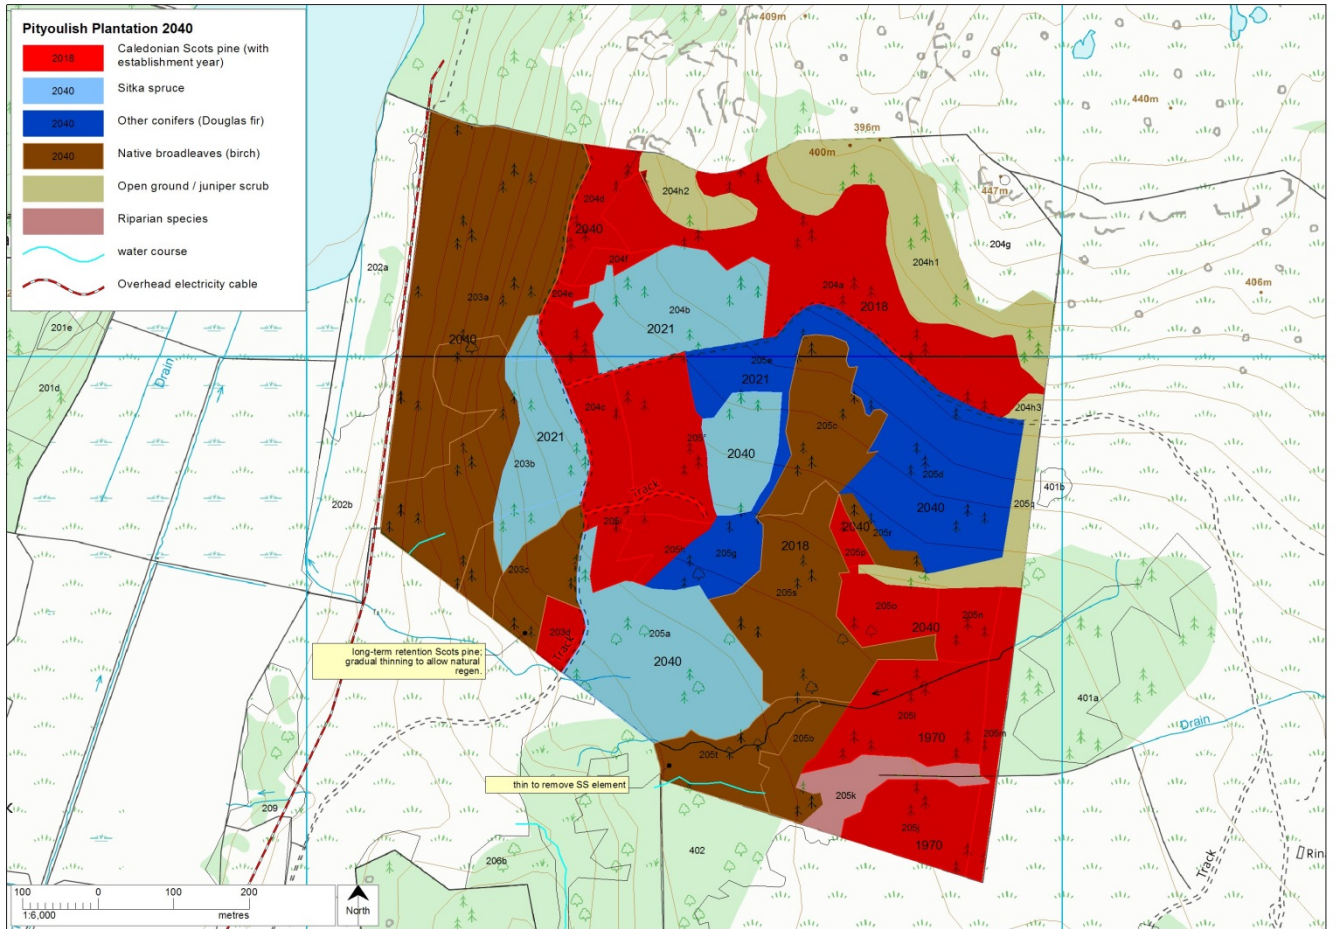 Pityoulish Plantation 2040
2018
Caledonian Scots pine (with
establishment year)
2040
Sitka spruce
2040
Other conifers (Douglas fir)
2040
Native broadleaves (birch)
Open ground / juniper scrub
Riparian species
water course
Overhead electricity cable
409m
440m
396m
400m
447m
406m
204g
204h2
204d
2040
204f
204h1
202a
203a
204e
204a
2018
204b
2021
2040
201e
201d
Drain
205e
2021
204c
204h3
2021
203b
205f
2040
205c
205d
2040
401b
205q
202b
Track
2040
205r
205h
205g
2018
205p
203c
205s
205o
205n
2040
203d
205a
2040
Track
long-term retention Scots pine;
gradual thinning to allow natural
regen.
401a
Drain
205l
1970
205m
205b
205t
thin to remove SS element
205k
205j
1970
209
206b
402
Track
Rin
100 0 100 200
1:6,000 metres
North